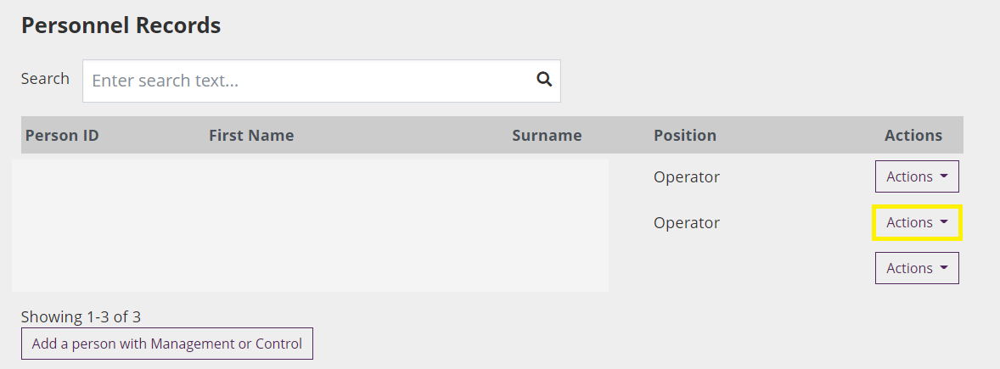 Personnel Records
Search Enter search text...
Person ID First Name Surname Position Actions
Operator Actions
Operator Actions
Actions
Showing 1-3 of 3
Add a person with Management or Control